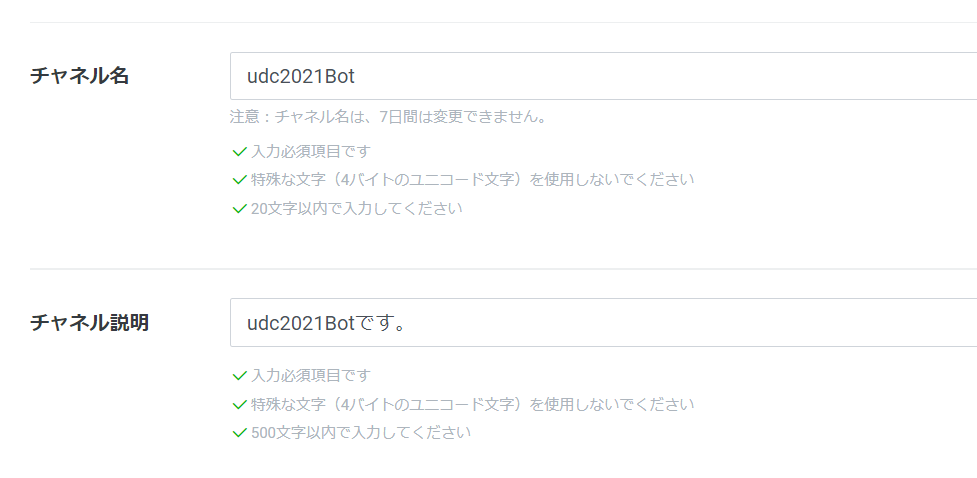 チャネル名
udc2021Bot
注意：チャネル名は、7日間は変更できません。
入力必須項目です
特殊な文字（4バイトのユニコード文字）を使用しないでください
20文字以内で入力してください
チャネル説明
udc2021Botです。
入力必須項目です
特殊な文字（4バイトのユニコード文字）を使用しないでください
500文字以内で入力してください